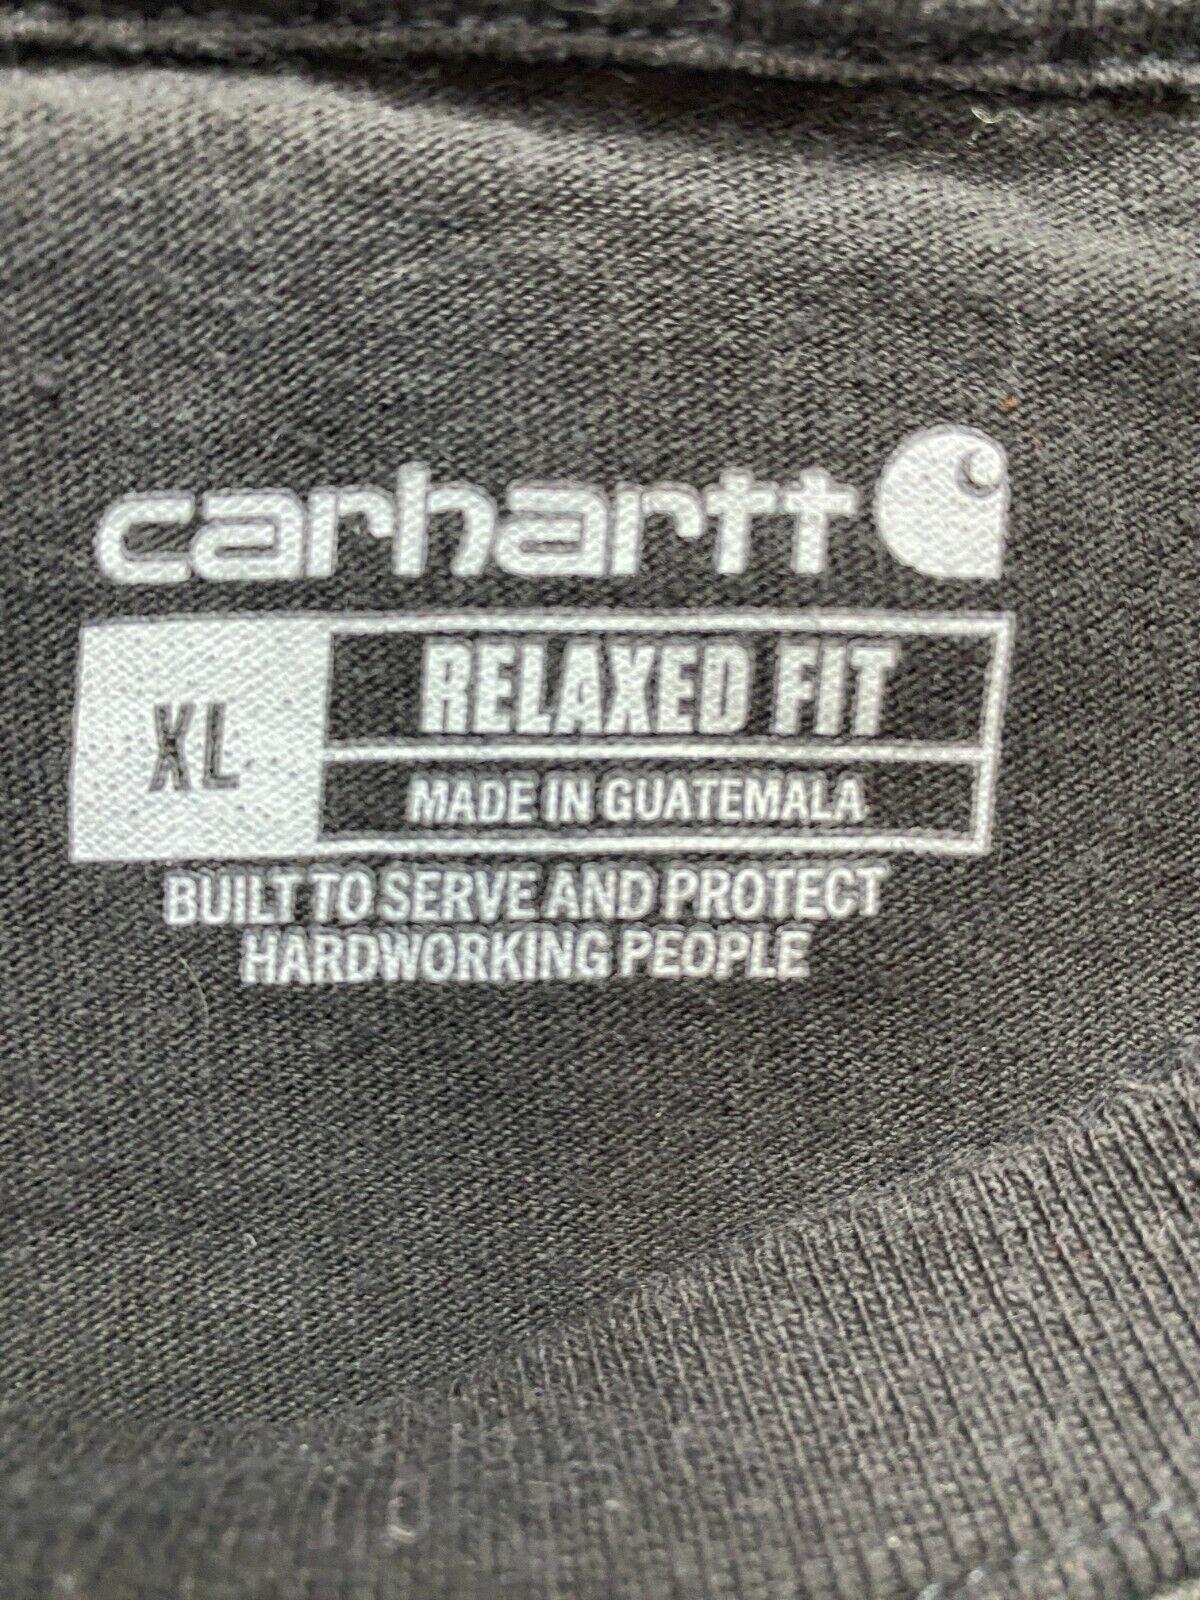 carhartt
XL
RELAXED FIT
MADE IN GUATEMALA
BUILT TO SERVE AND PROTECT
HARDWORKING PEOPLE